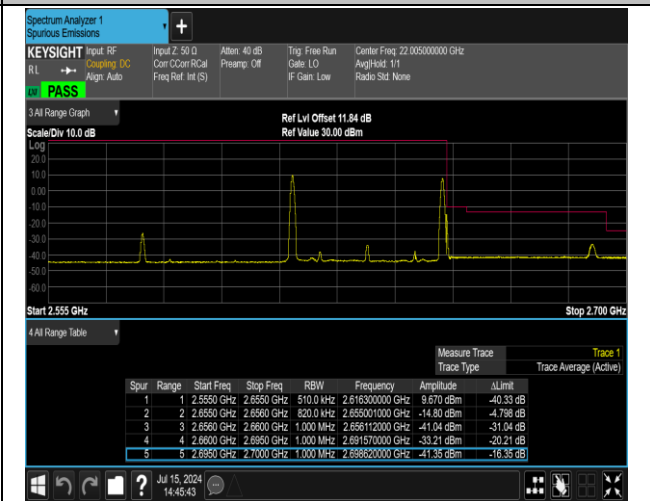 Spectrum Analyzer 1
Spurious Emissions
+
KEYSIGHT Input: RF Input Z: 50 Ω Atten: 40 dB Trig: Free Run Center Freq: 22.005000000 GHz
RL Coupling: DC Corr CCorr RCal Preamp: Off Gate: LO Avg|Hold: 1/1
Align: Auto Freq Ref: Int (S) IF Gain: Low Radio Std: None
LXI PASS
3 All Range Graph
Ref Lvl Offset 11.84 dB
Scale/Div 10.0 dB Ref Value 30.00 dBm
Log
20.0
10.0
0.00
-10.0
-20.0
-30.0
-40.0
-50.0
-60.0
Start 2.555 GHz Stop 2.700 GHz
4 All Range Table
Measure Trace Trace 1
Trace Type Trace Average (Active)
Spur Range Start Freq Stop Freq RBW Frequency Amplitude ΔLimit
1 1 2.5550 GHz 2.6550 GHz 510.0 kHz 2.616300000 GHz 9.670 dBm -40.33 dB
2 2 2.6550 GHz 2.6560 GHz 820.0 kHz 2.655001000 GHz -14.80 dBm -4.798 dB
3 3 2.6560 GHz 2.6600 GHz 1.000 MHz 2.656112000 GHz -41.04 dBm -31.04 dB
4 4 2.6600 GHz 2.6950 GHz 1.000 MHz 2.691570000 GHz -33.21 dBm -20.21 dB
5 5 2.6950 GHz 2.7000 GHz 1.000 MHz 2.698620000 GHz -41.35 dBm -16.35 dB
? Jul 15, 2024
14:45:43